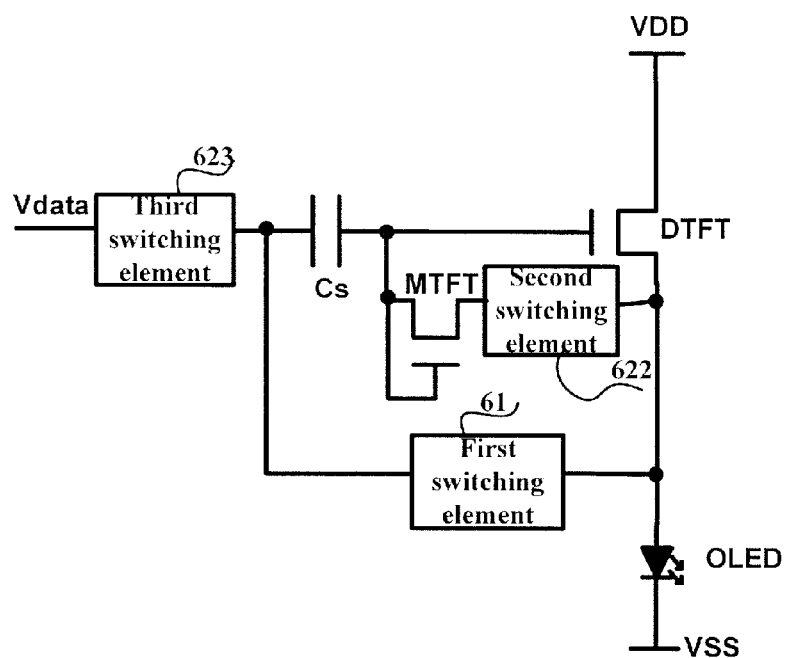 VDD
623
Vdata
Third
switching
element
DTFT
Cs
MTFT
Second
switching
element
622
61
First
switching
element
OLED
VSS